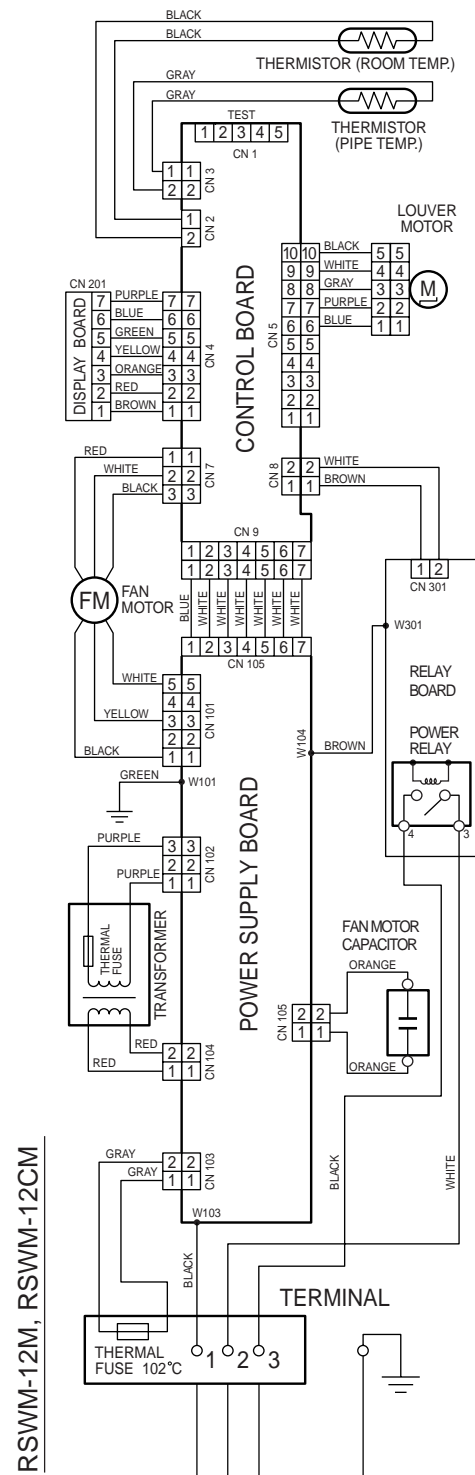 BLACK
BLACK
THERMISTOR (ROOM TEMP.)
GRAY
GRAY
THERMISTOR
(PIPE TEMP.)
TEST
1 2 3 4 5
CN 1
1 1
2 2
CN 3
1
2
CN 2
LOUVER
MOTOR
10 10 BLACK 5 5
9 9 WHITE 4 4
8 8 GRAY 3 3
7 7 PURPLE 2 2
6 6 BLUE 1 1
5 5
4 4
3 3
2 2
1 1
CN 5
M
CONTROL BOARD
CN 201
DISPLAY BOARD
7 PURPLE 7 7
6 BLUE 6 6
5 GREEN 5 5
4 YELLOW 4 4
3 ORANGE 3 3
2 RED 2 2
1 BROWN 1 1
CN 4
RED 1 1
WHITE 2 2
BLACK 3 3
CN 7
CN 8
2 2 WHITE
1 1 BROWN
CN 9
1 2 3 4 5 6 7
1 2 3 4 5 6 7
BLUE
WHITE
WHITE
WHITE
WHITE
WHITE
1 2 3 4 5 6 7
CN 105
1 2
CN 301
W301
RELAY
BOARD
POWER
RELAY
4
3
FM
FAN
MOTOR
WHITE 5 5
4 4
YELLOW 3 3
2 2
BLACK 1 1
CN 101
W104
BROWN
GREEN
W101
POWER SUPPLY BOARD
PURPLE 3 3
2 2
PURPLE 1 1
CN 102
THERMAL
FUSE
TRANSFORMER
RED 2 2
RED 1 1
CN 104
FAN MOTOR
CAPACITOR
ORANGE
CN 105
2 2
1 1
ORANGE
GRAY 2 2
GRAY 1 1
CN 103
W103
BLACK
BLACK
WHITE
TERMINAL
THERMAL
FUSE 102°C
1 2 3
RSWM-12M, RSWM-12CM